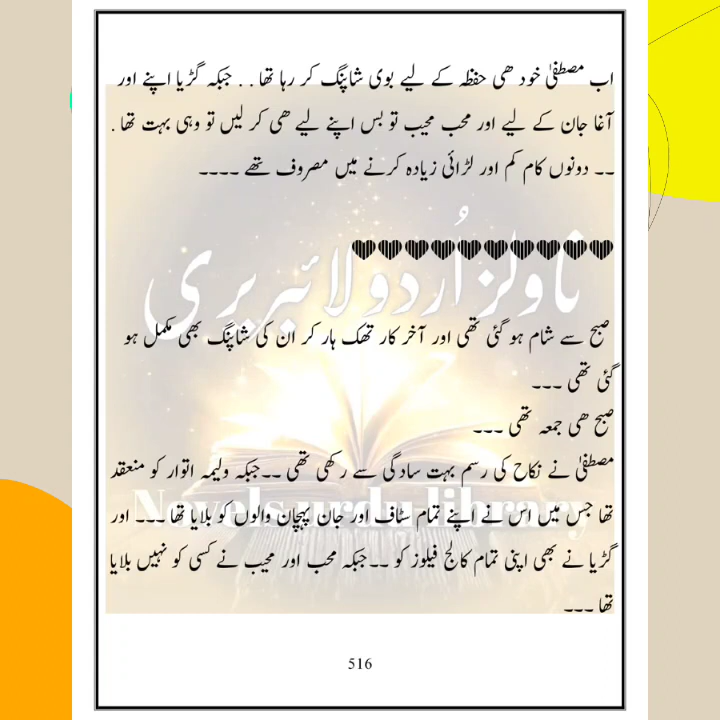 اب مصطفیٰ خود ھی حفظہ کے لیے بوی شاپنگ کر رہا تھا . . جبکہ گڑیا اپنے اور
آغا جان کے لیے اور محب محیب تو بس اپنے لیے ھی کر لیں تو وہی بہت تھا .
-- دونوں کام کم اور لڑائی زیادہ کرنے میں مصروف تھے ----
ناولز اُردو لائبریری
صبح سے شام ہو گئی تھی اور آخر کار تھک ہار کر ان کی شاپنگ بھی مکمل ہو
گئی تھی ---
صبح ھی جمعہ تھی ---
مصطفیٰ نے نکاح کی رسم بہت سادگی سے رکھی تھی --جبکہ ولیمہ اتوار کو منعقد
Novels urdu library
تھا جس میں اس نے اپنے تمام سٹاف اور جان پہچان والوں کو بلایا تھا --- اور
گڑیا نے بھی اپنی تمام کالج فیلوز کو --جبکہ محب اور محیب نے کسی کو نہیں بلایا
تھا ---
516